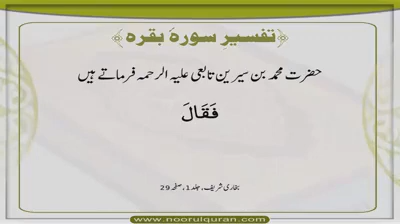 ﴿تفسیرِ سورۂ بقرہ﴾
حضرت محمد بن سیرین تابعی علیہ الرحمہ فرماتے ہیں
فَقَالَ
بخاری شریف، جلد 1، صفحہ 29
www.noorulquran.com